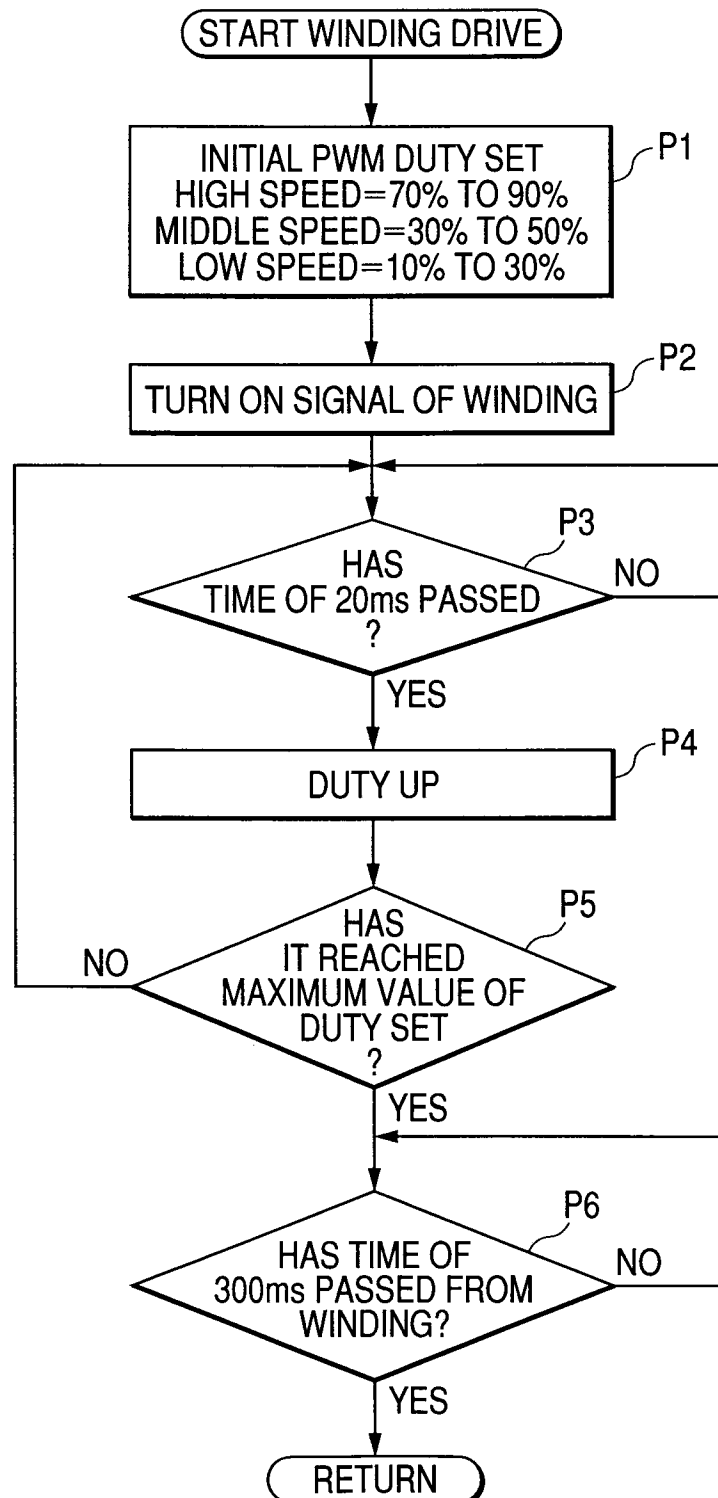 START WINDING DRIVE
P1
INITIAL PWM DUTY SET
HIGH SPEED=70% TO 90%
MIDDLE SPEED=30% TO 50%
LOW SPEED=10% TO 30%
P2
TURN ON SIGNAL OF WINDING
P3
HAS
TIME OF 20ms PASSED
?
NO
YES
P4
DUTY UP
P5
HAS
IT REACHED
MAXIMUM VALUE OF
DUTY SET
?
NO
YES
P6
HAS TIME OF
300ms PASSED FROM
WINDING?
NO
YES
RETURN